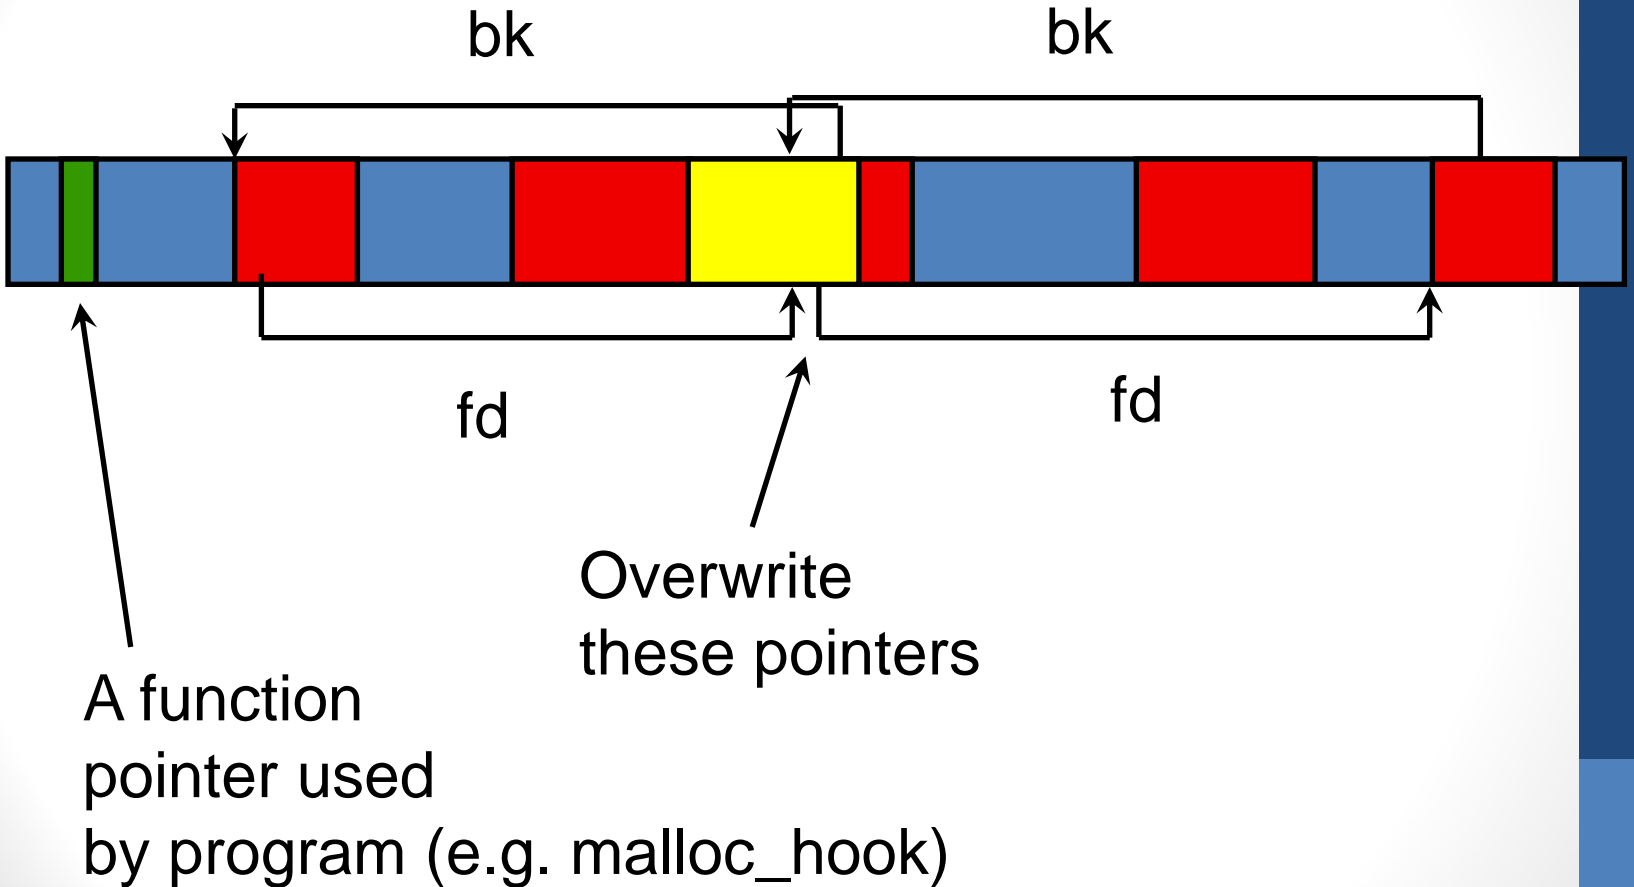 bk
bk
fd
fd
Overwrite
these pointers
A function
pointer used
by program (e.g. malloc_hook)